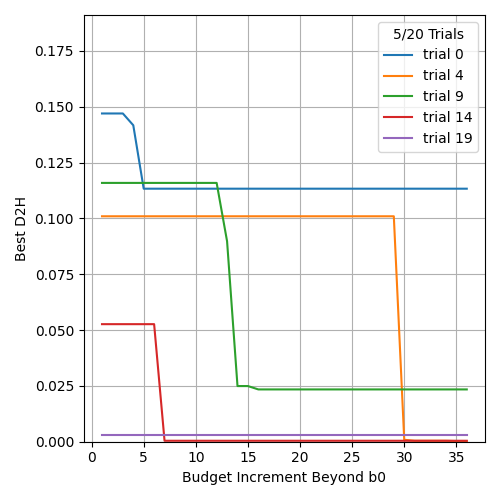 5/20 Trials
trial 0
trial 4
trial 9
trial 14
trial 19
Best D2H
0.175
0.150
0.125
0.100
0.075
0.050
0.025
0.000
0 5 10 15 20 25 30 35
Budget Increment Beyond b0